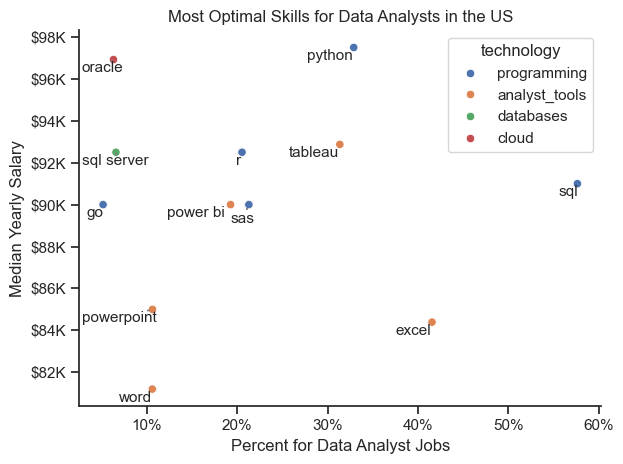 Most Optimal Skills for Data Analysts in the US
$98K
$96K
$94K
$92K
$90K
$88K
$86K
$84K
$82K
Median Yearly Salary
technology
programming
analyst_tools
databases
cloud
oracle
python
sql server
r
tableau
sql
go
power bi
sas
powerpoint
excel
word
10%
20%
30%
40%
50%
60%
Percent for Data Analyst Jobs